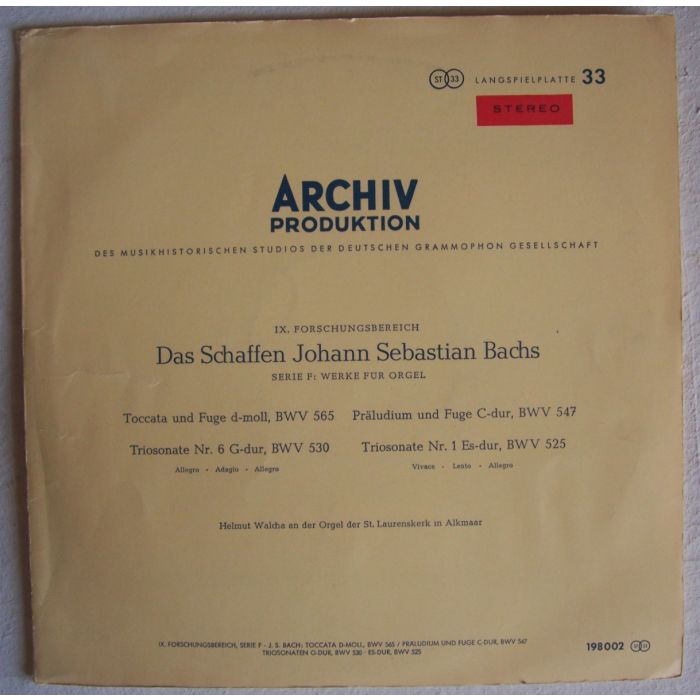 ST 33 LANGSPIELPLATTE 33
STEREO
ARCHIV
PRODUKTION
DES MUSIKHISTORISCHEN STUDIOS DER DEUTSCHEN GRAMMOPHON GESELLSCHAFT
IX. FORSCHUNGSBEREICH
Das Schaffen Johann Sebastian Bachs
SERIE F: WERKE FÜR ORGEL
Toccata und Fuge d-moll, BWV 565 Präludium und Fuge C-dur, BWV 547
Triosonate Nr. 6 G-dur, BWV 530 Triosonate Nr. 1 Es-dur, BWV 525
Allegro - Adagio - Allegro Vivace - Lento - Allegro
Helmut Walcha an der Orgel der St. Laurenskerk in Alkmaar
IX. FORSCHUNGSBEREICH, SERIE F - J. S. BACH: TOCCATA D-MOLL, BWV 565 / PRÄLUDIUM UND FUGE C-DUR, BWV 547
TRIOSONATEN G-DUR, BWV 530 · ES-DUR, BWV 525
198002 ST 33